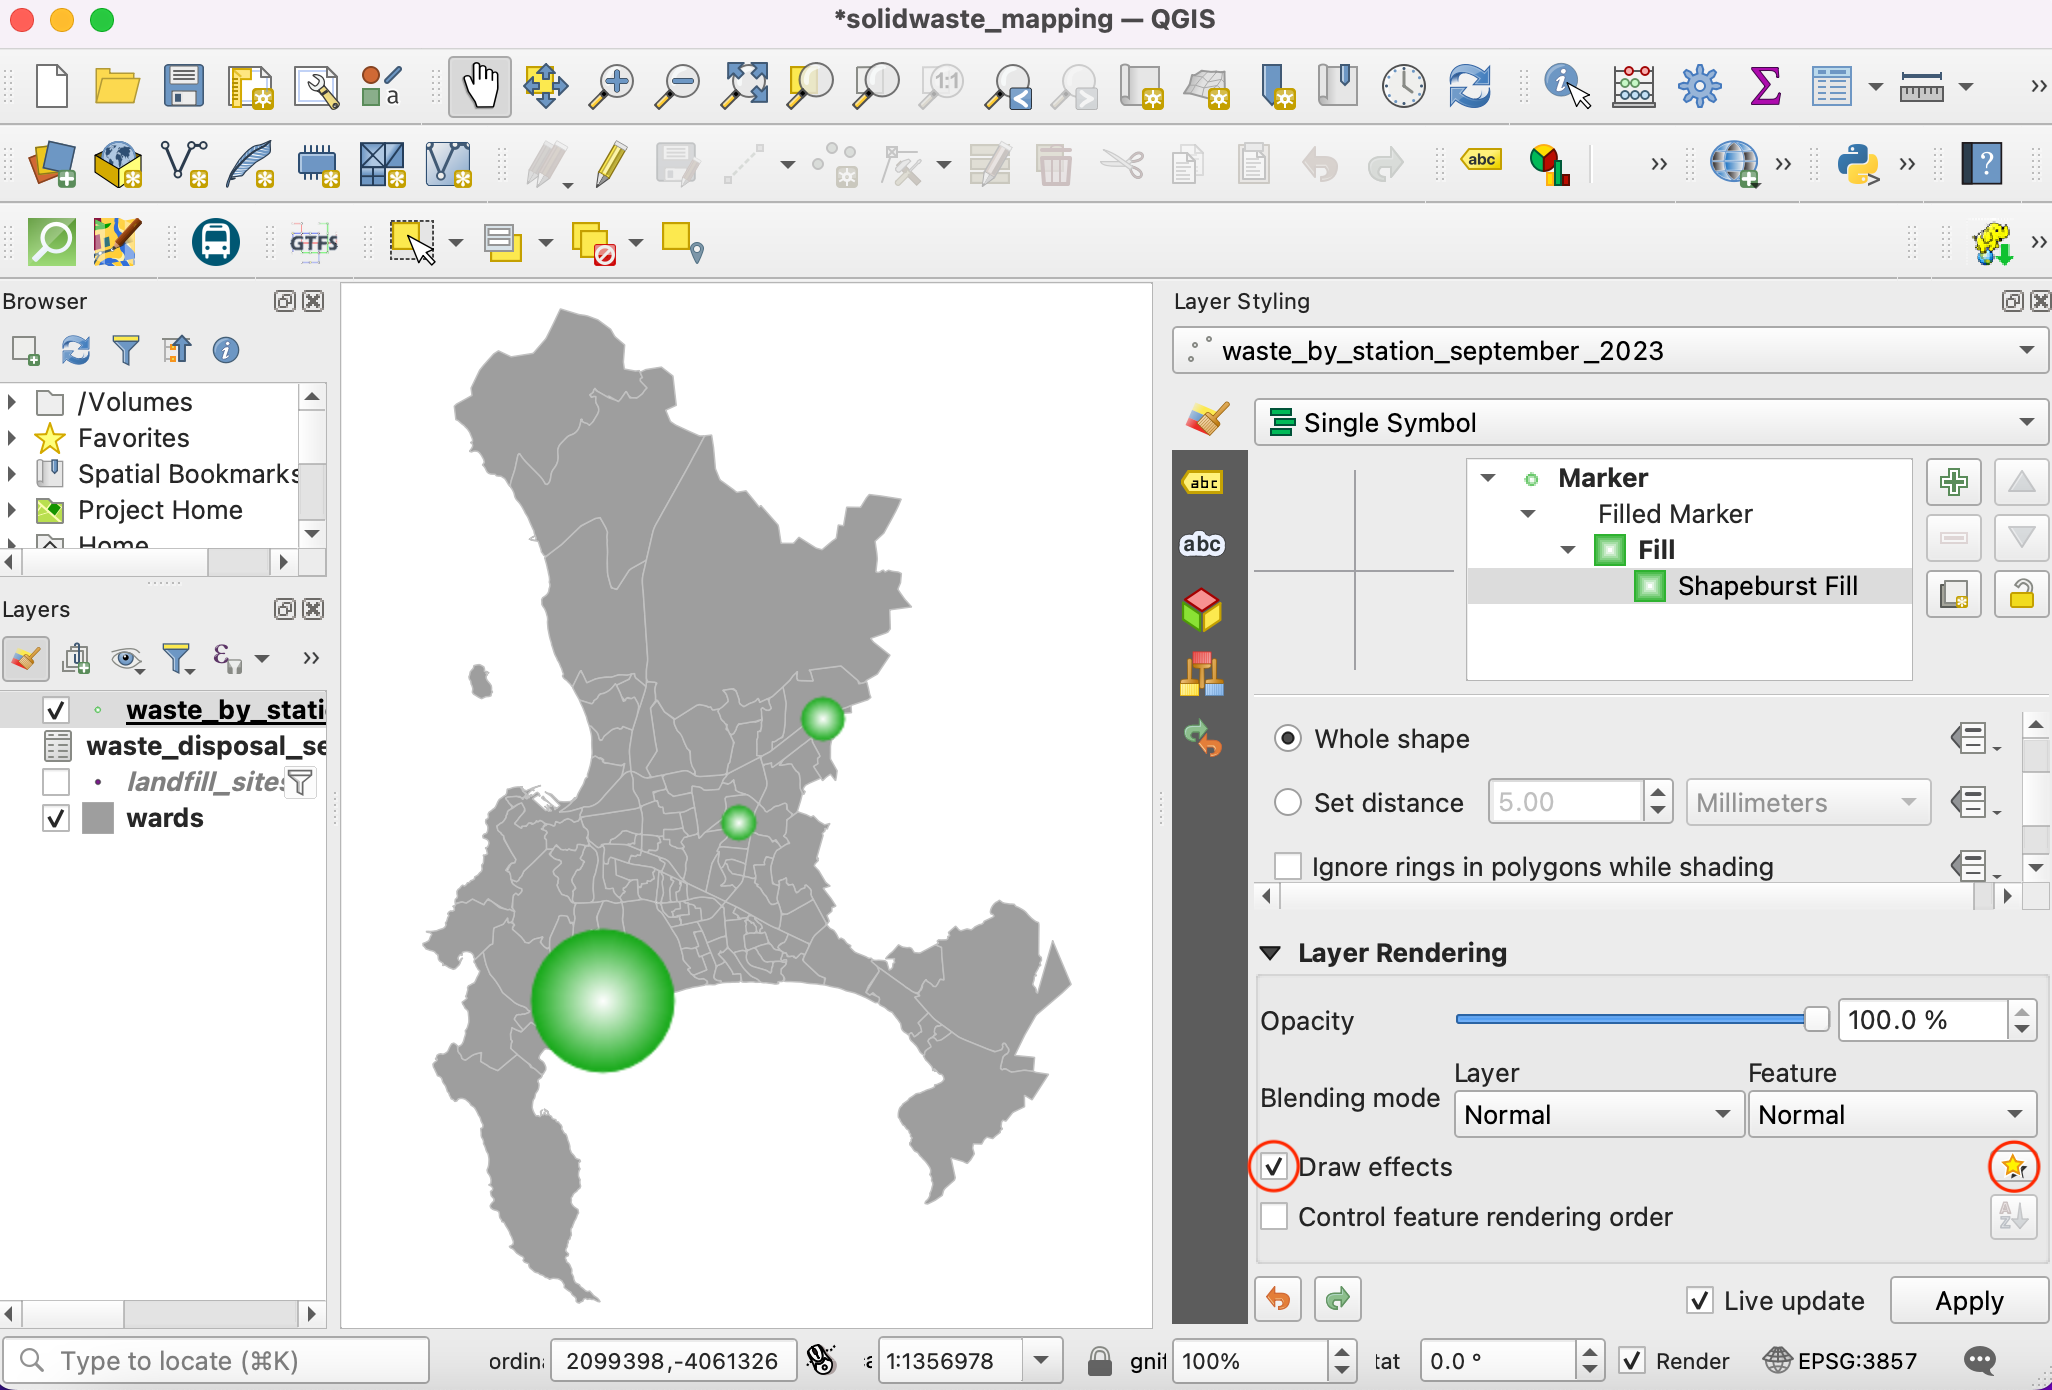 *solidwaste_mapping — QGIS
a
1:1
abc
?
GTFS
Browser
/Volumes
Favorites
Spatial Bookmarks
Project Home
Home
Layers
ε
waste_by_stati
waste_disposal_se
landfill_sites
wards
Layer Styling
waste_by_station_september_2023
Single Symbol
abc
abc
Marker
Filled Marker
Fill
Shapeburst Fill
Whole shape
Set distance 5.00 Millimeters
Ignore rings in polygons while shading
Layer Rendering
Opacity 100.0 %
Layer Feature
Blending mode Normal Normal
Draw effects
Control feature rendering order
A
Z
Live update Apply
Type to locate (⌘K) ordin 2099398,-4061326 1:1356978 gnif 100% tat 0.0 ° Render EPSG:3857